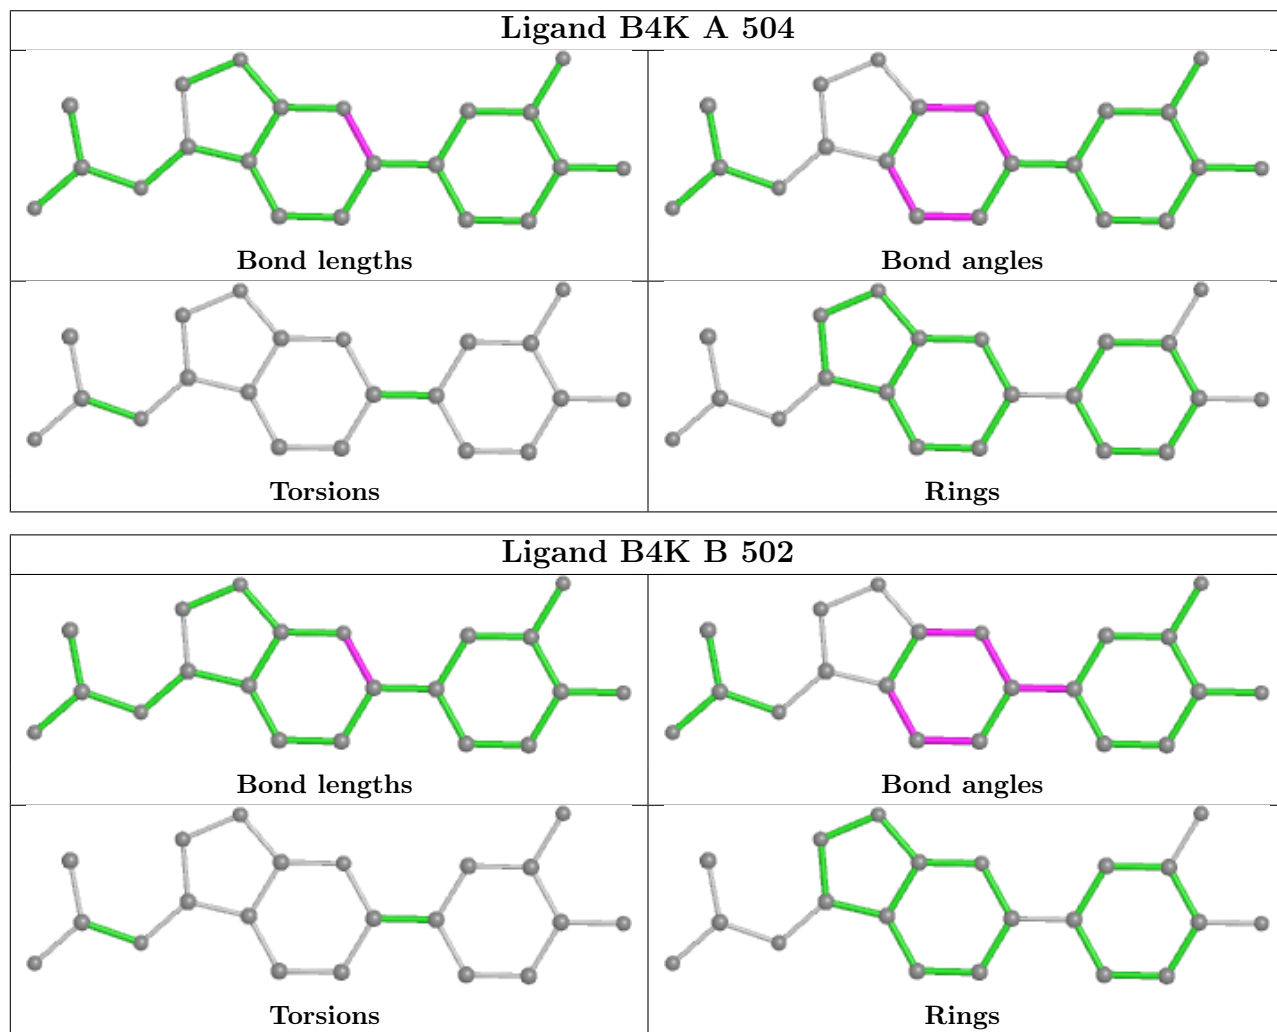 Ligand B4K A 504
Bond lengths
Bond angles
Torsions
Rings
Ligand B4K B 502
Bond lengths
Bond angles
Torsions
Rings